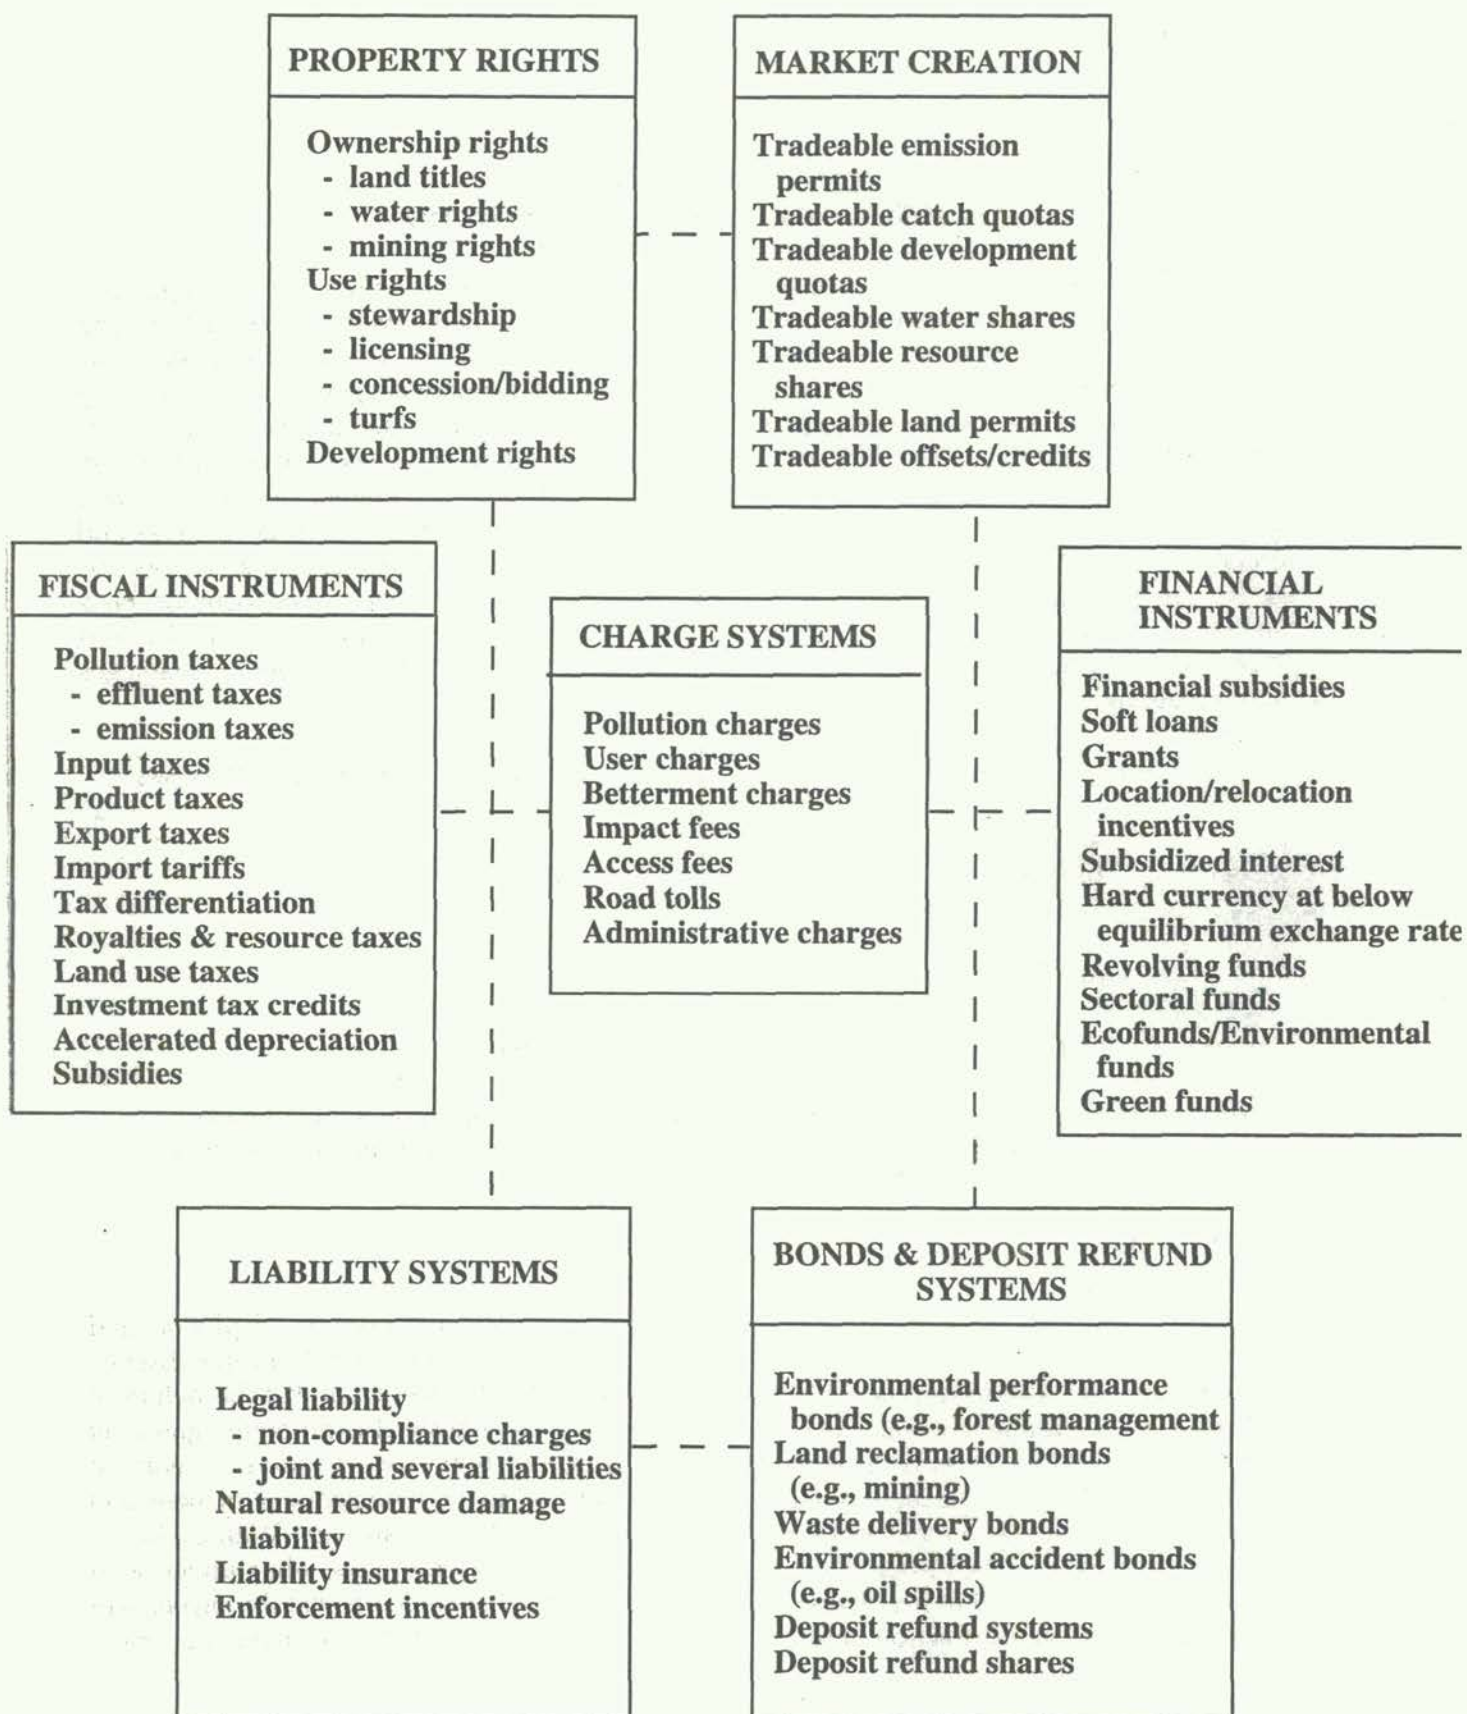 PROPERTY RIGHTS
Ownership rights
- land titles
- water rights
- mining rights
Use rights
- stewardship
- licensing
- concession/bidding
- turfs
Development rights
MARKET CREATION
Tradeable emission
permits
Tradeable catch quotas
Tradeable development
quotas
Tradeable water shares
Tradeable resource
shares
Tradeable land permits
Tradeable offsets/credits
FISCAL INSTRUMENTS
Pollution taxes
- effluent taxes
- emission taxes
Input taxes
Product taxes
Export taxes
Import tariffs
Tax differentiation
Royalties & resource taxes
Land use taxes
Investment tax credits
Accelerated depreciation
Subsidies
CHARGE SYSTEMS
Pollution charges
User charges
Betterment charges
Impact fees
Access fees
Road tolls
Administrative charges
FINANCIAL
INSTRUMENTS
Financial subsidies
Soft loans
Grants
Location/relocation
incentives
Subsidized interest
Hard currency at below
equilibrium exchange rate
Revolving funds
Sectoral funds
Ecofunds/Environmental
funds
Green funds
LIABILITY SYSTEMS
Legal liability
- non-compliance charges
- joint and several liabilities
Natural resource damage
liability
Liability insurance
Enforcement incentives
BONDS & DEPOSIT REFUND
SYSTEMS
Environmental performance
bonds (e.g., forest management
Land reclamation bonds
(e.g., mining)
Waste delivery bonds
Environmental accident bonds
(e.g., oil spills)
Deposit refund systems
Deposit refund shares